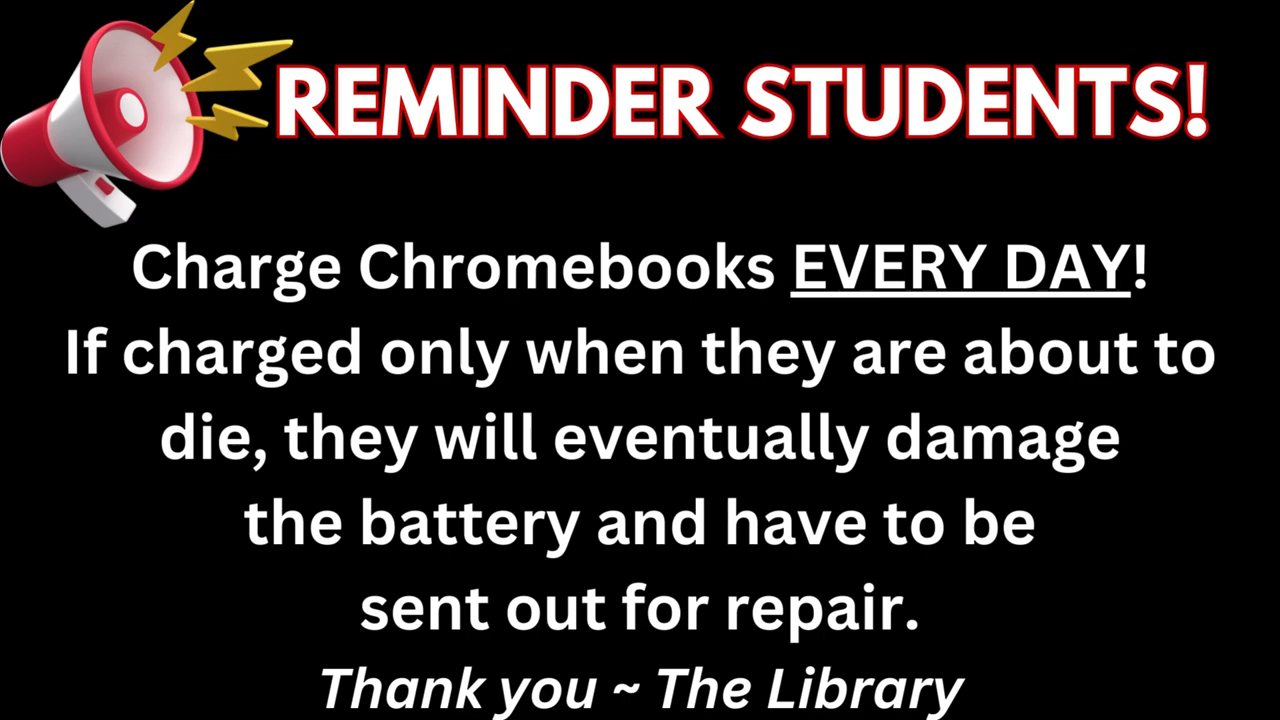 REMINDER STUDENTS!
Charge Chromebooks EVERY DAY!
If charged only when they are about to
die, they will eventually damage
the battery and have to be
sent out for repair.
Thank you ~ The Library